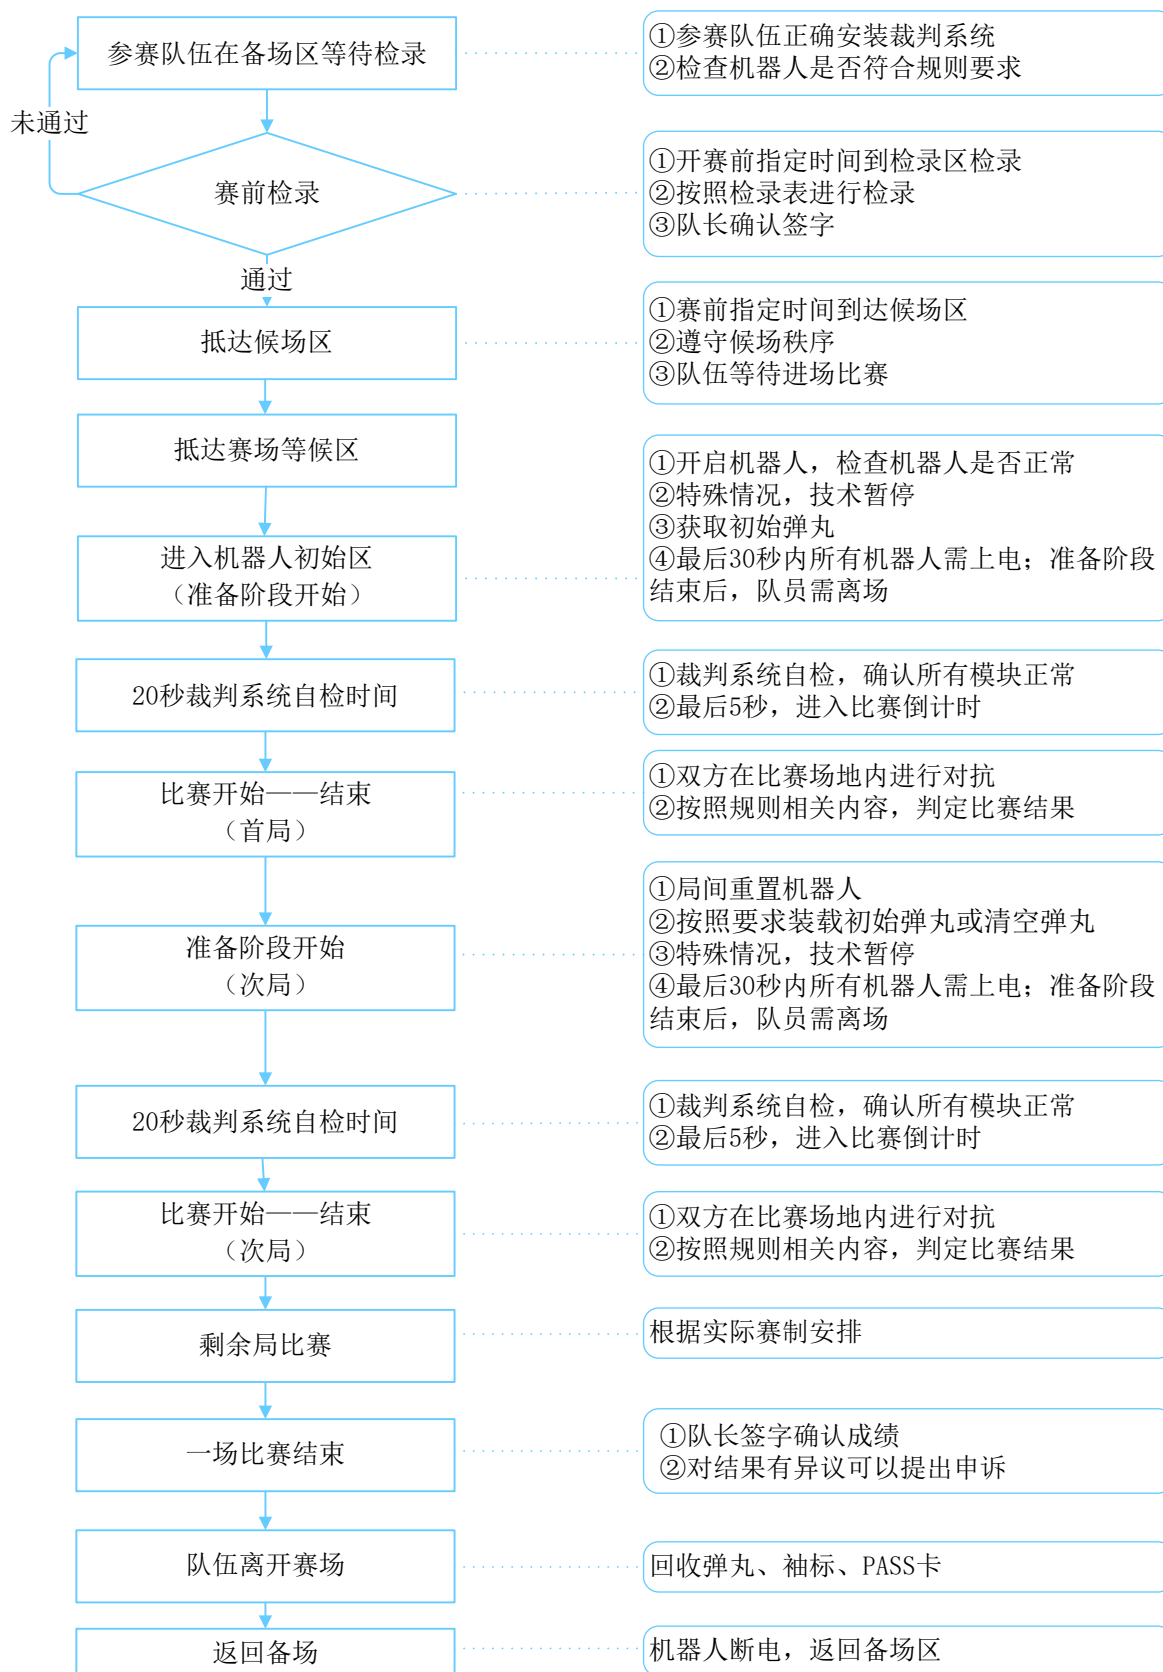 参赛队伍在备场区等待检录
①参赛队伍正确安装裁判系统
②检查机器人是否符合规则要求
未通过
赛前检录
①开赛前指定时间到检录区检录
②按照检录表进行检录
③队长确认签字
通过
抵达候场区
①赛前指定时间到达候场区
②遵守候场秩序
③队伍等待进场比赛
抵达赛场等候区
进入机器人初始区
（准备阶段开始）
①开启机器人，检查机器人是否正常
②特殊情况，技术暂停
③获取初始弹丸
④最后30秒内所有机器人需上电；准备阶段
结束后，队员需离场
20秒裁判系统自检时间
①裁判系统自检，确认所有模块正常
②最后5秒，进入比赛倒计时
比赛开始——结束
（首局）
①双方在比赛场地内进行对抗
②按照规则相关内容，判定比赛结果
准备阶段开始
（次局）
①局间重置机器人
②按照要求装载初始弹丸或清空弹丸
③特殊情况，技术暂停
④最后30秒内所有机器人需上电；准备阶段
结束后，队员需离场
20秒裁判系统自检时间
①裁判系统自检，确认所有模块正常
②最后5秒，进入比赛倒计时
比赛开始——结束
（次局）
①双方在比赛场地内进行对抗
②按照规则相关内容，判定比赛结果
剩余局比赛
根据实际赛制安排
一场比赛结束
①队长签字确认成绩
②对结果有异议可以提出申诉
队伍离开赛场
回收弹丸、袖标、PASS卡
返回备场
机器人断电，返回备场区